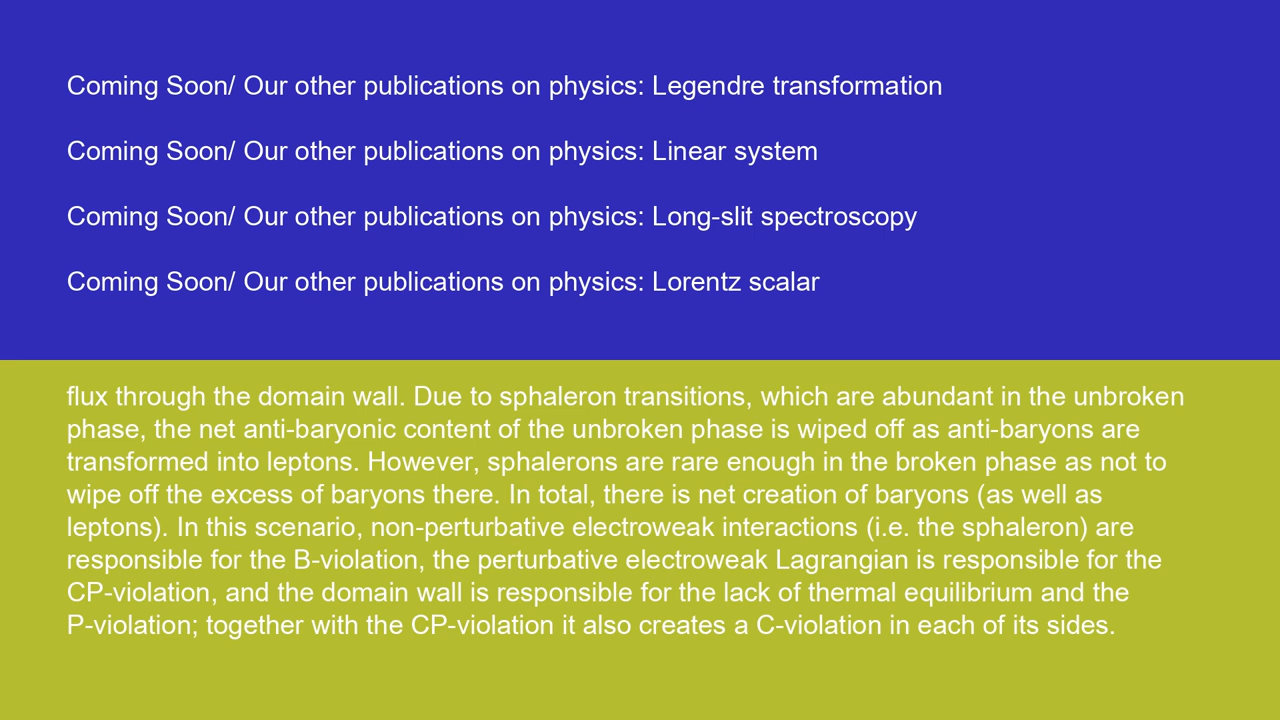 Coming Soon/ Our other publications on physics: Legendre transformation
Coming Soon/ Our other publications on physics: Linear system
Coming Soon/ Our other publications on physics: Long-slit spectroscopy
Coming Soon/ Our other publications on physics: Lorentz scalar
flux through the domain wall. Due to sphaleron transitions, which are abundant in the unbroken
phase, the net anti-baryonic content of the unbroken phase is wiped off as anti-baryons are
transformed into leptons. However, sphalerons are rare enough in the broken phase as not to
wipe off the excess of baryons there. In total, there is net creation of baryons (as well as
leptons). In this scenario, non-perturbative electroweak interactions (i.e. the sphaleron) are
responsible for the B-violation, the perturbative electroweak Lagrangian is responsible for the
CP-violation, and the domain wall is responsible for the lack of thermal equilibrium and the
P-violation; together with the CP-violation it also creates a C-violation in each of its sides.